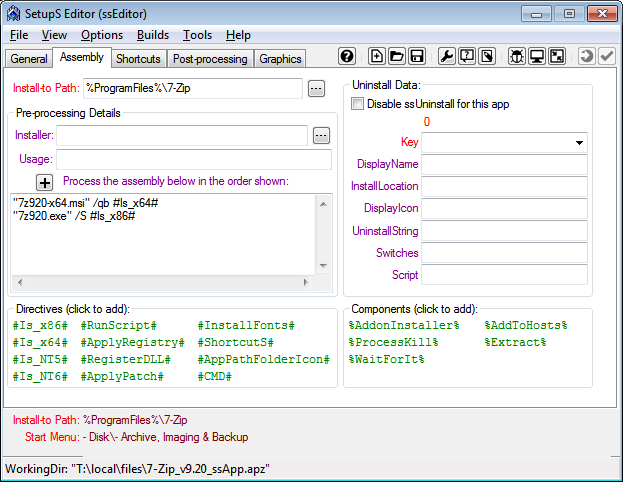 SetupS Editor (ssEditor)
File View Options Builds Tools Help
General Assembly Shortcuts Post-processing Graphics
Install-to Path: %ProgramFiles%\7-Zip
Pre-processing Details
Installer:
Usage:
Process the assembly below in the order shown:
"7z920-x64.msi" /qb #Is_x64#
"7z920.exe" /S #Is_x86#
Uninstall Data:
Disable ssUninstall for this app
0
Key
DisplayName
InstallLocation
DisplayIcon
UninstallString
Switches
Script
Directives (click to add):
#Is_x86# #RunScript# #InstallFonts#
#Is_x64# #ApplyRegistry# #ShortcutS#
#Is_NT5# #RegisterDLL# #AppPathFolderIcon#
#Is_NT6# #ApplyPatch# #CMD#
Components (click to add):
%AddonInstaller% %AddToHosts%
%ProcessKill% %Extract%
%WaitForIt%
Install-to Path: %ProgramFiles%\7-Zip
Start Menu: - Disk\- Archive, Imaging & Backup
WorkingDir: "T:\local\files\7-Zip_v9.20_ssApp.apz"